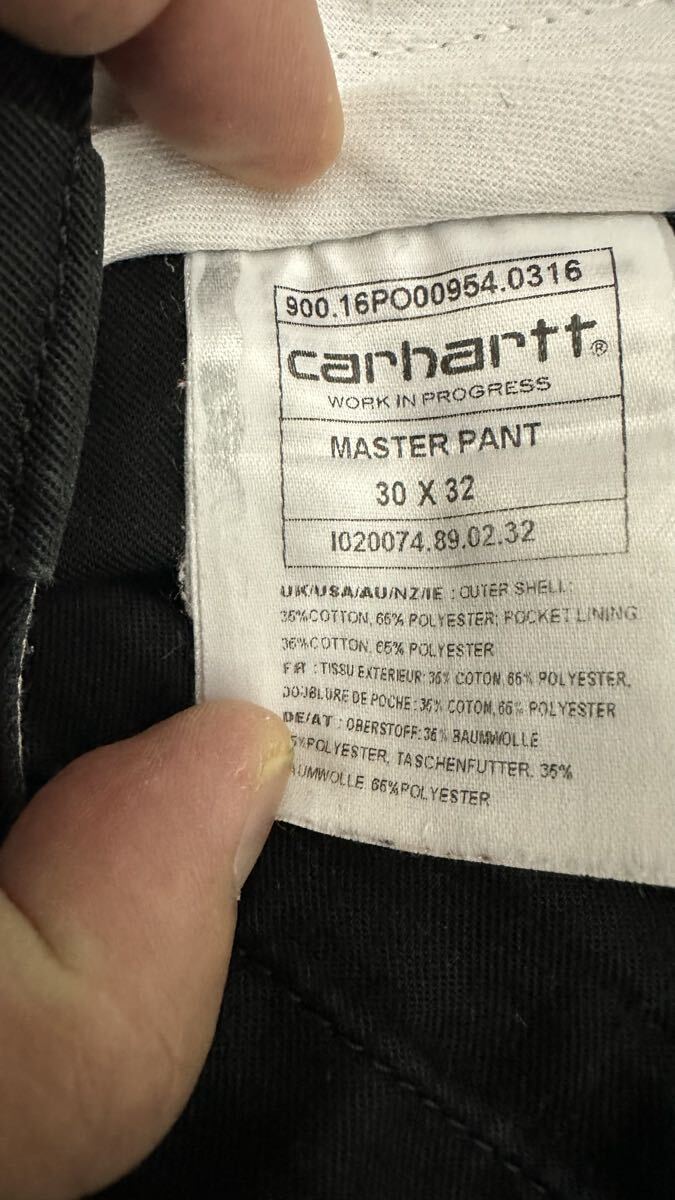 900.16PO00954.0316
carhartt®
WORK IN PROGRESS
MASTER PANT
30 X 32
I020074.89.02.32
UK/USA/AU/NZ/IE : OUTER SHELL:
35%COTTON, 65% POLYESTER; POCKET LINING
35%COTTON, 65% POLYESTER
FR : TISSU EXTERIEUR: 35% COTON, 65% POLYESTER,
DOUBLURE DE POCHE: 35% COTON, 65% POLYESTER
DE/AT : OBERSTOFF: 35% BAUMWOLLE
5%POLYESTER, TASCHENFUTTER. 35%
AUMWOLLE, 65%POLYESTER